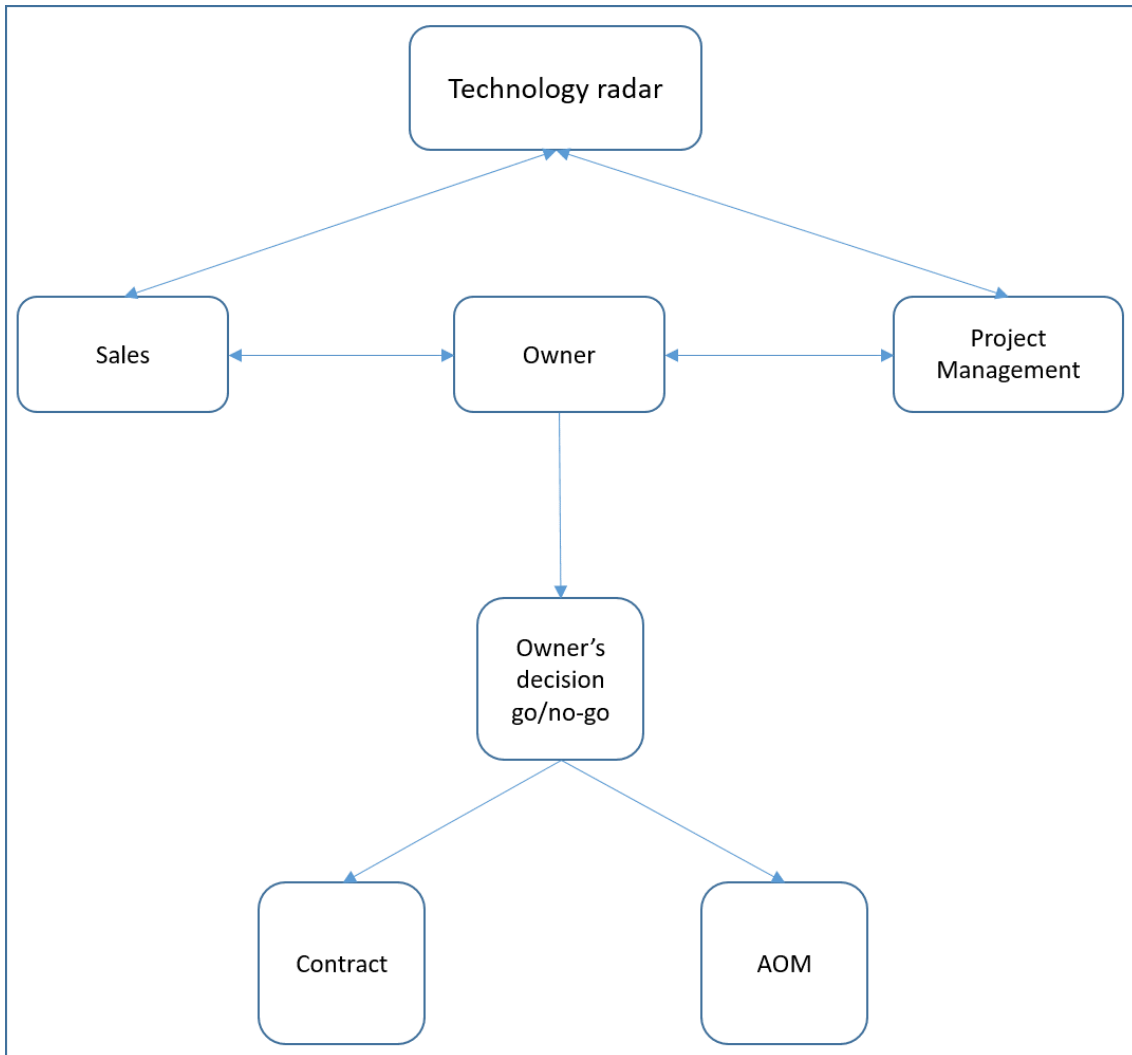 Technology radar
Sales
Owner
Project
Management
Owner’s
decision
go/no-go
Contract
AOM